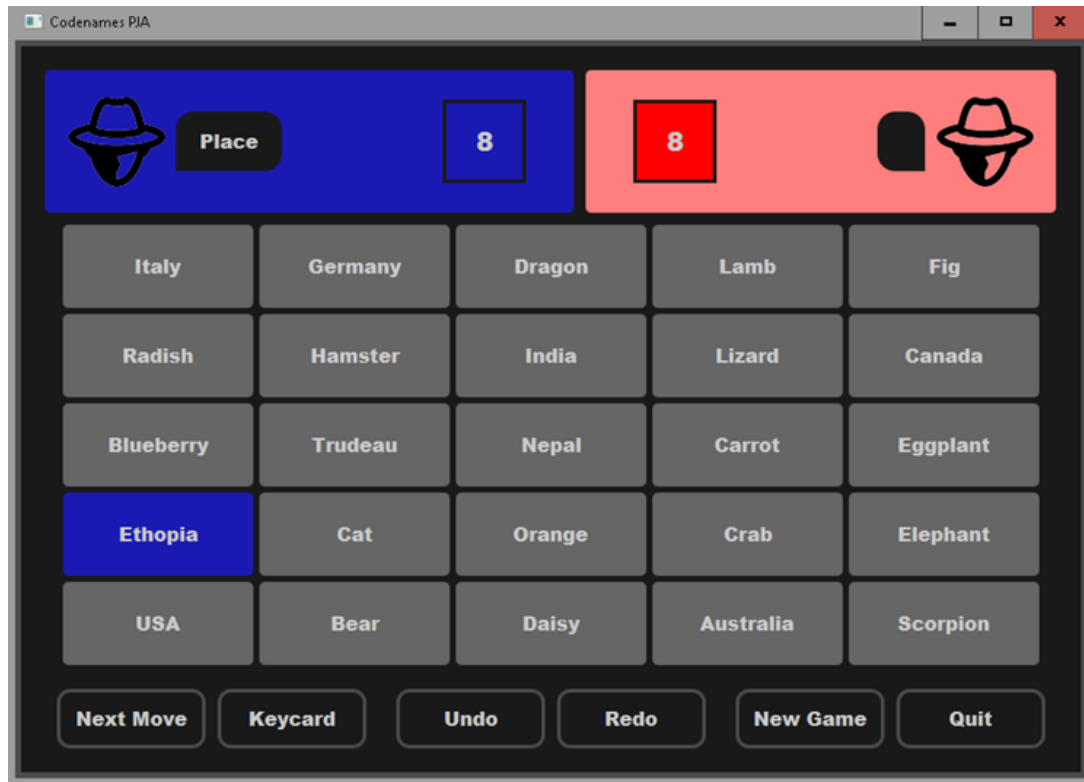 Codenames PJA
Place 8 8
Italy Germany Dragon Lamb Fig
Radish Hamster India Lizard Canada
Blueberry Trudeau Nepal Carrot Eggplant
Ethopia Cat Orange Crab Elephant
USA Bear Daisy Australia Scorpion
Next Move Keycard Undo Redo New Game Quit